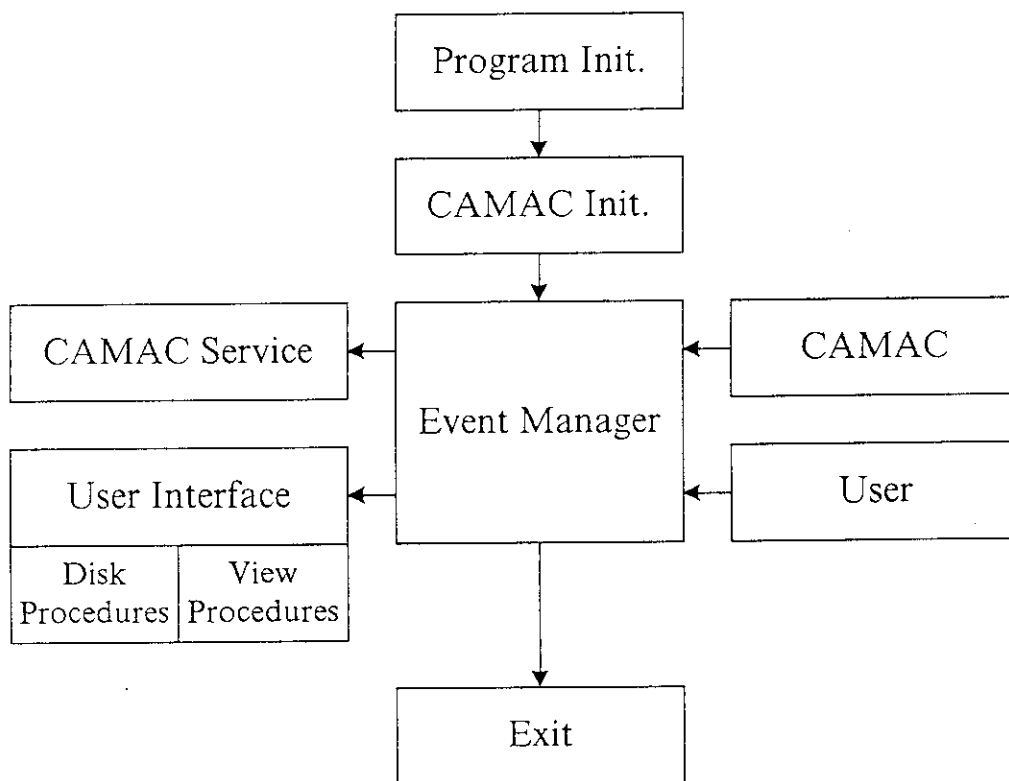 Program Init.
CAMAC Init.
CAMAC Service
CAMAC
Event Manager
User Interface
User
Disk
Procedures
View
Procedures
Exit